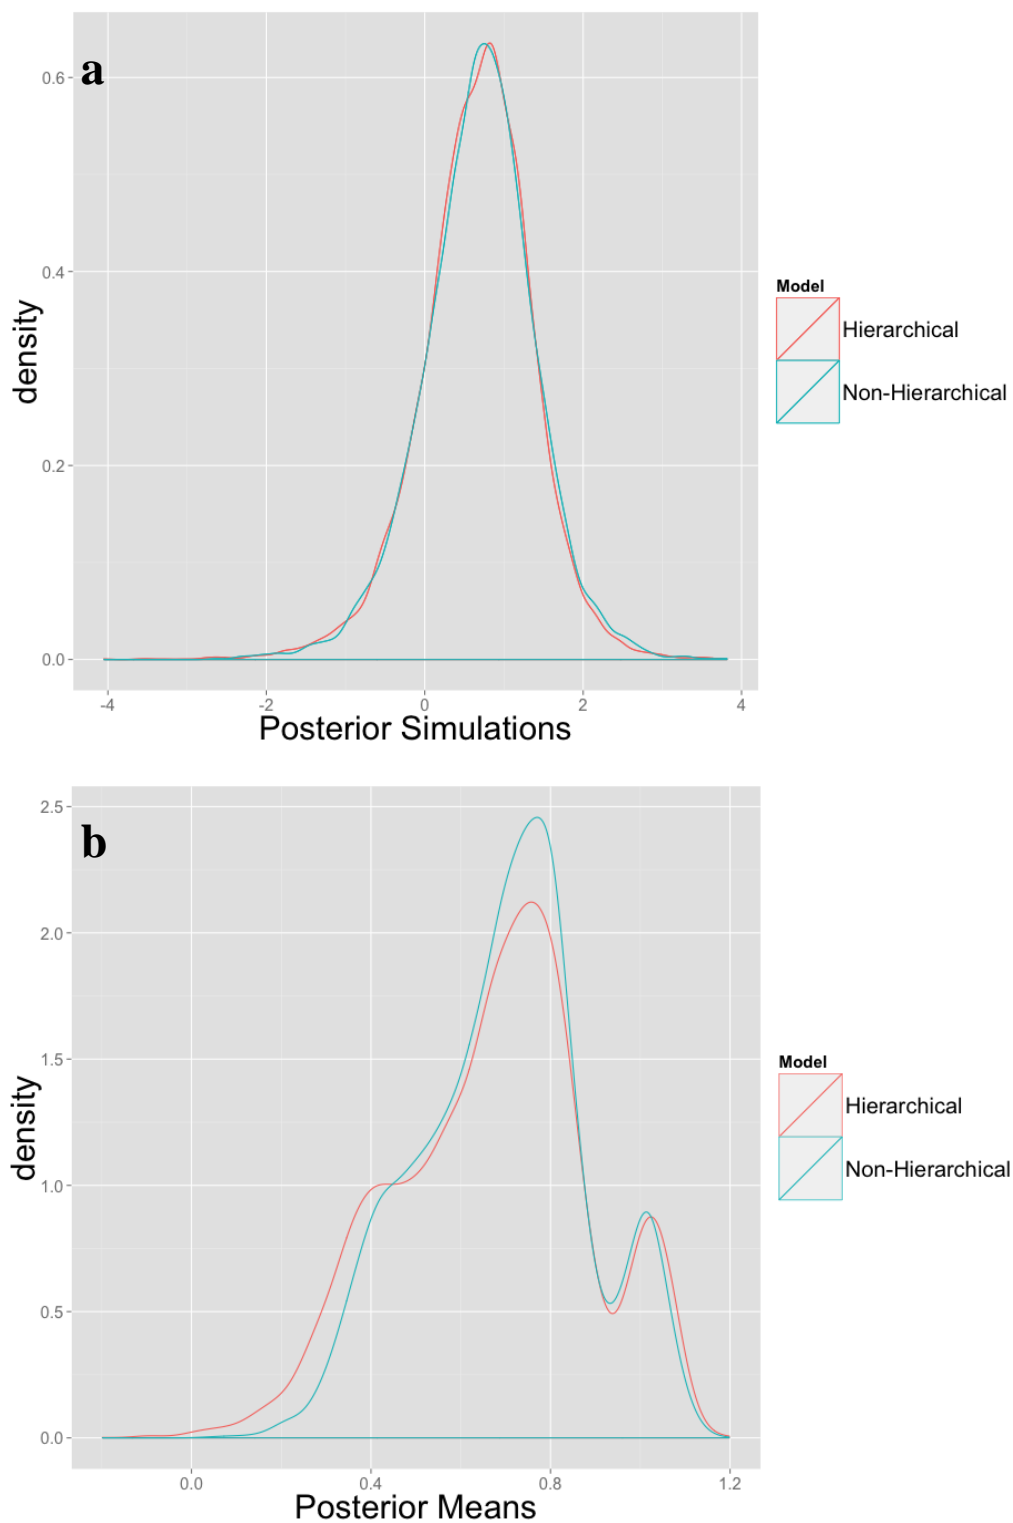 a
density
0.6
0.4
0.2
0.0
-4 -2 0 2 4
Posterior Simulations
Model
Hierarchical
Non-Hierarchical
b
density
2.5
2.0
1.5
1.0
0.5
0.0
0.0 0.4 0.8 1.2
Posterior Means
Model
Hierarchical
Non-Hierarchical